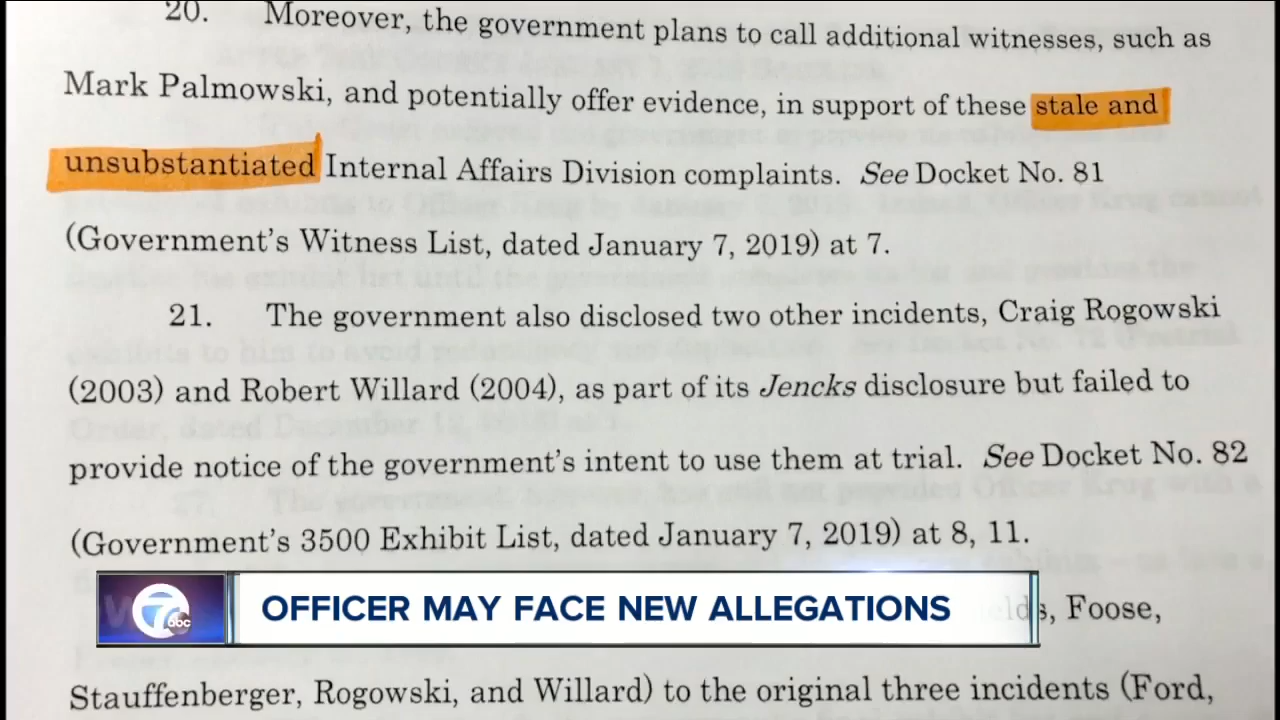 20. Moreover, the government plans to call additional witnesses, such as
Mark Palmowski, and potentially offer evidence, in support of these stale and
unsubstantiated Internal Affairs Division complaints. See Docket No. 81
(Government's Witness List, dated January 7, 2019) at 7.
21. The government also disclosed two other incidents, Craig Rogowski
(2003) and Robert Willard (2004), as part of its Jencks disclosure but failed to
provide notice of the government's intent to use them at trial. See Docket No. 82
(Government's 3500 Exhibit List, dated January 7, 2019) at 8, 11.
7 abc OFFICER MAY FACE NEW ALLEGATIONS
Foose,
Stauffenberger, Rogowski, and Willard) to the original three incidents (Ford,